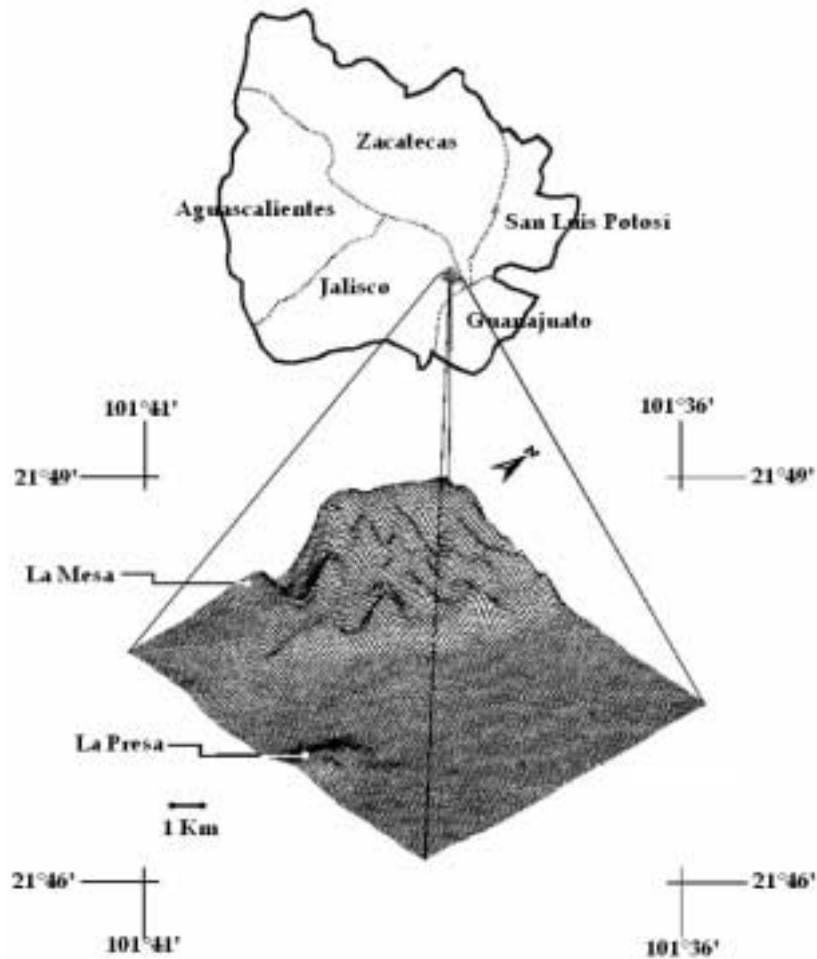 Zacatecas
Aguascalientes
San Luis Potosí
Jalisco
Guanajuato
101°41'
101°36'
21°49'
N
21°49'
La Mesa
La Presa
1 Km
21°46'
21°46'
101°41'
101°36'